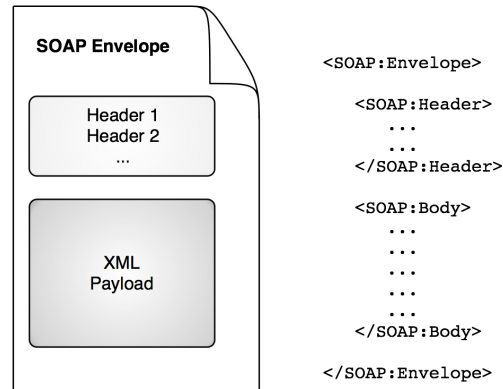 SOAP Envelope
Header 1
Header 2
...
XML
Payload
<SOAP:Envelope>
<SOAP:Header>
...
...
</SOAP:Header>
<SOAP:Body>
...
...
...
...
...
</SOAP:Body>
</SOAP:Envelope>